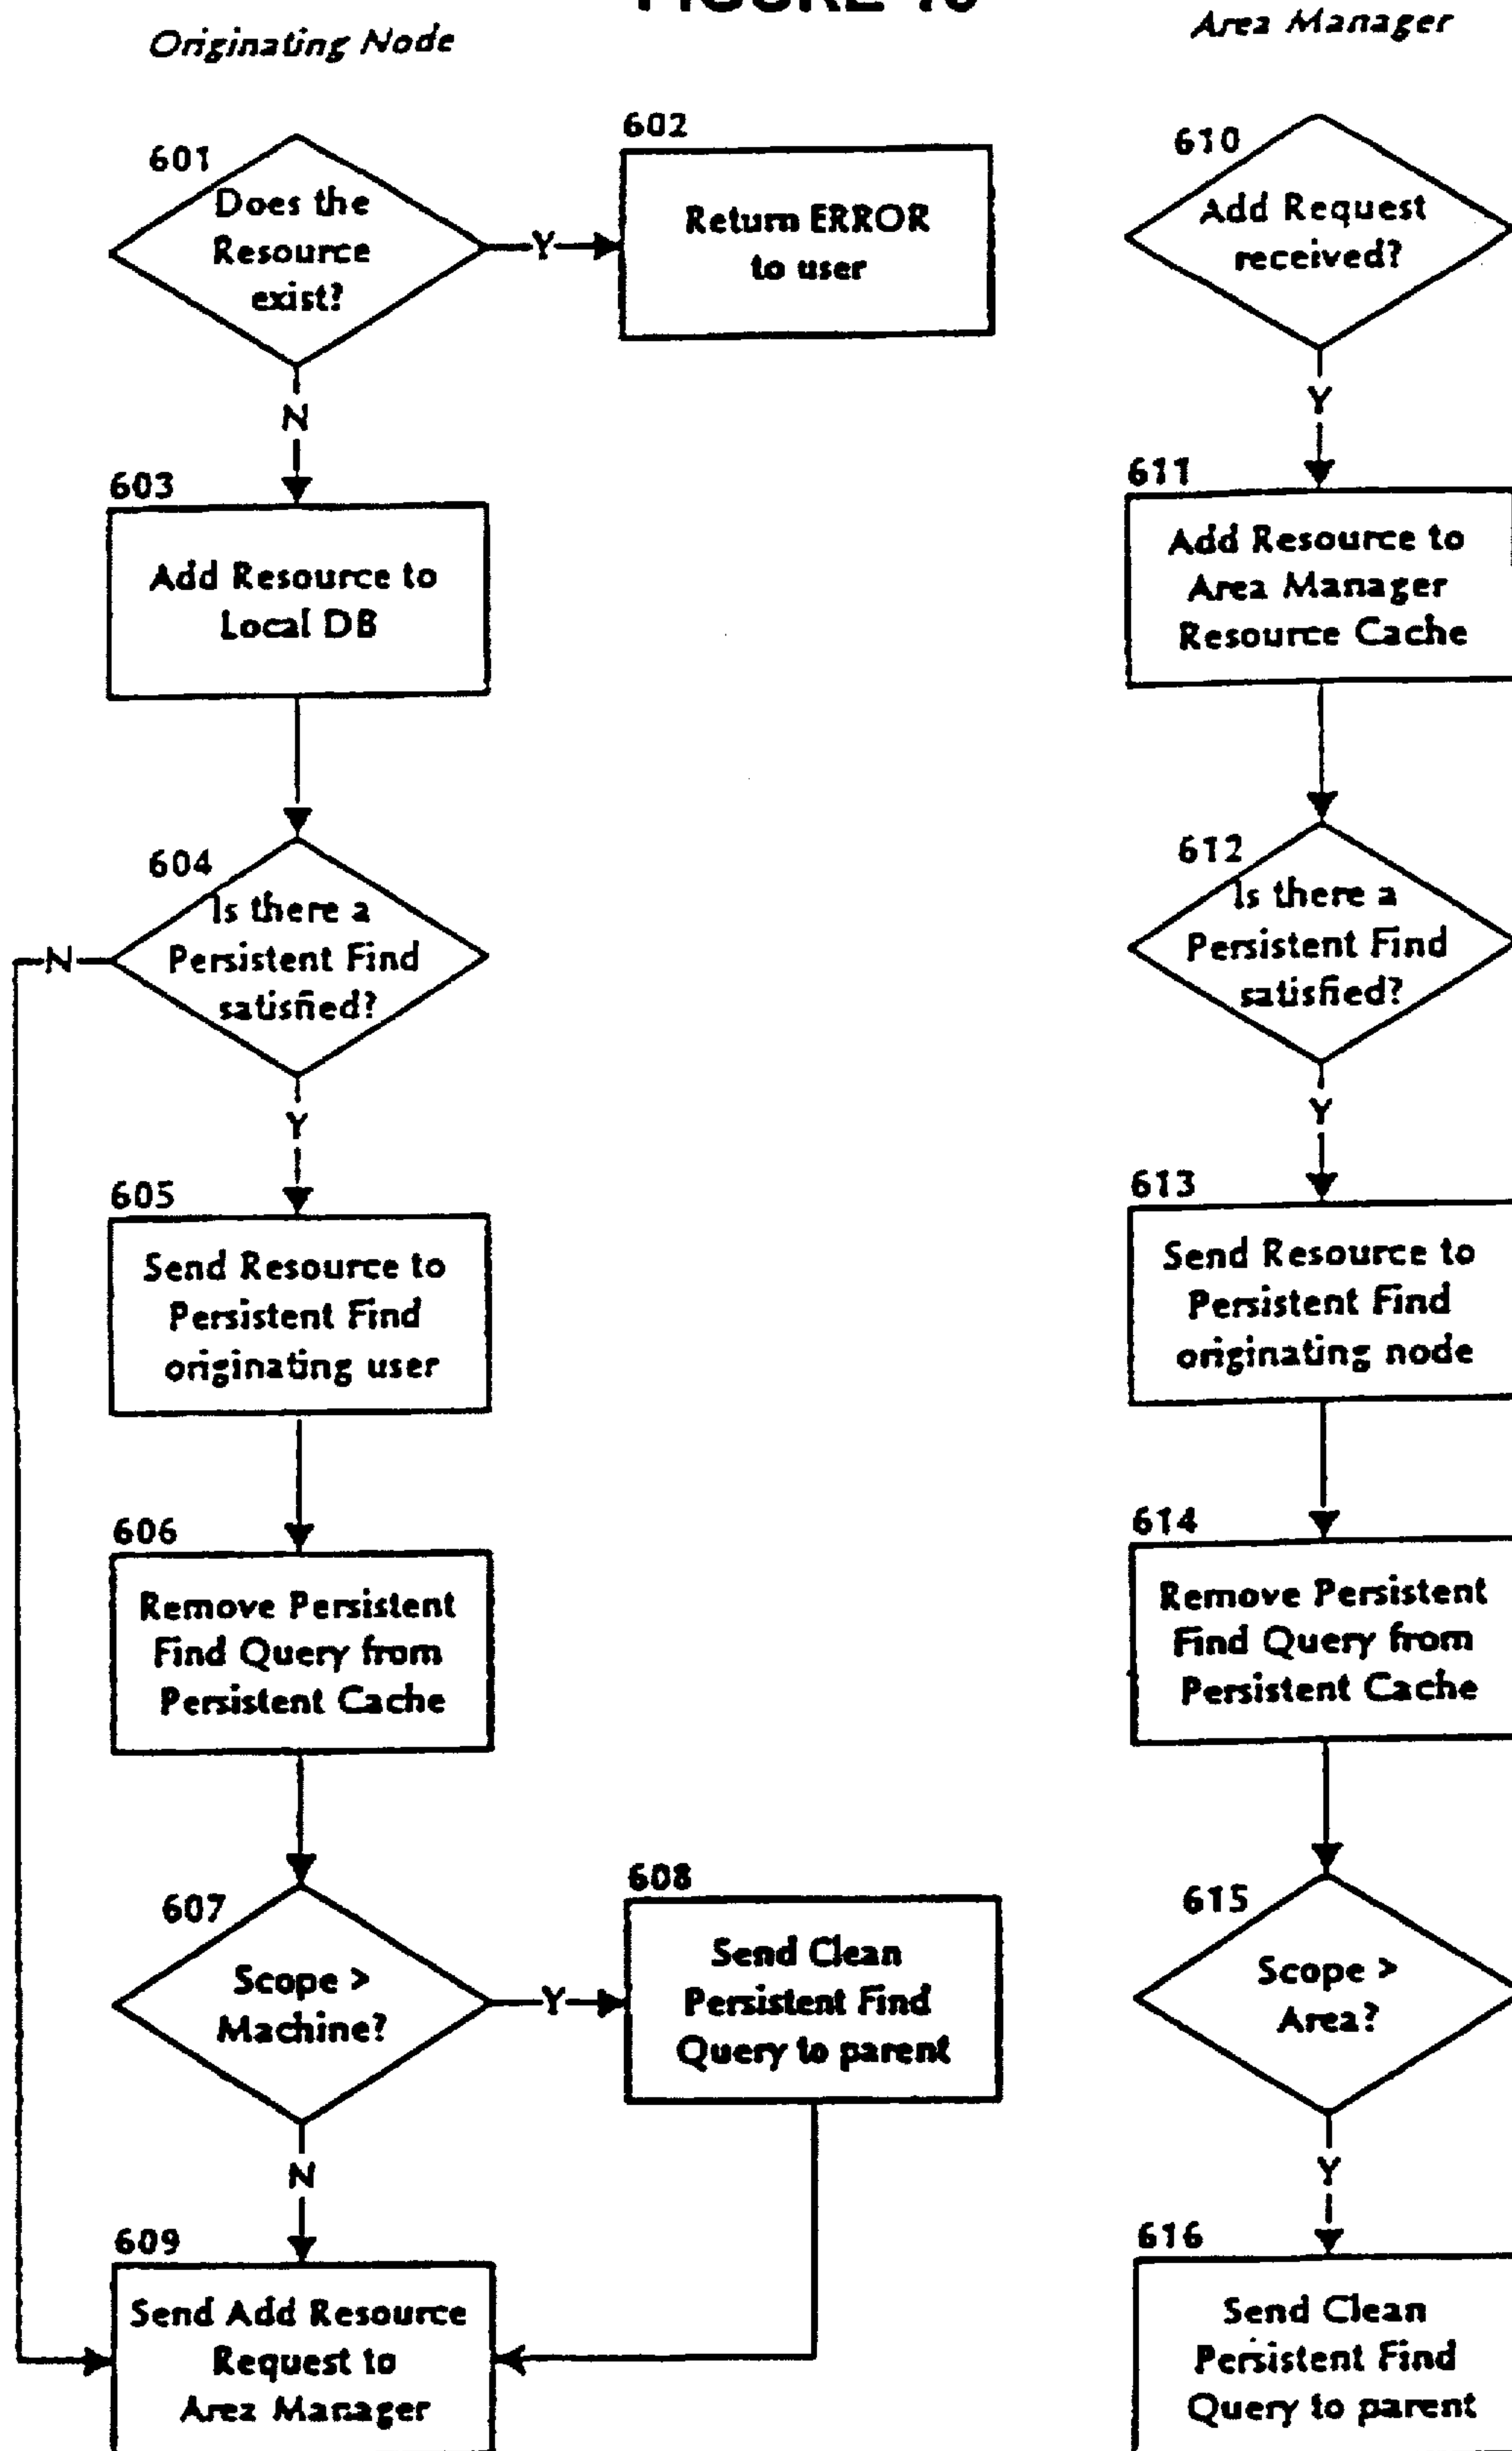 Originating Node
601
Does the
Resource
exist?
Y
602
Return ERROR
to user
N
603
Add Resource to
Local DB
604
Is there a
Persistent Find
satisfied?
N
Y
605
Send Resource to
Persistent Find
originating user
606
Remove Persistent
Find Query from
Persistent Cache
607
Scope >
Machine?
Y
608
Send Clean
Persistent Find
Query to parent
N
609
Send Add Resource
Request to
Area Manager
Area Manager
610
Add Request
received?
Y
611
Add Resource to
Area Manager
Resource Cache
612
Is there a
Persistent Find
satisfied?
Y
613
Send Resource to
Persistent Find
originating node
614
Remove Persistent
Find Query from
Persistent Cache
615
Scope >
Area?
Y
616
Send Clean
Persistent Find
Query to parent